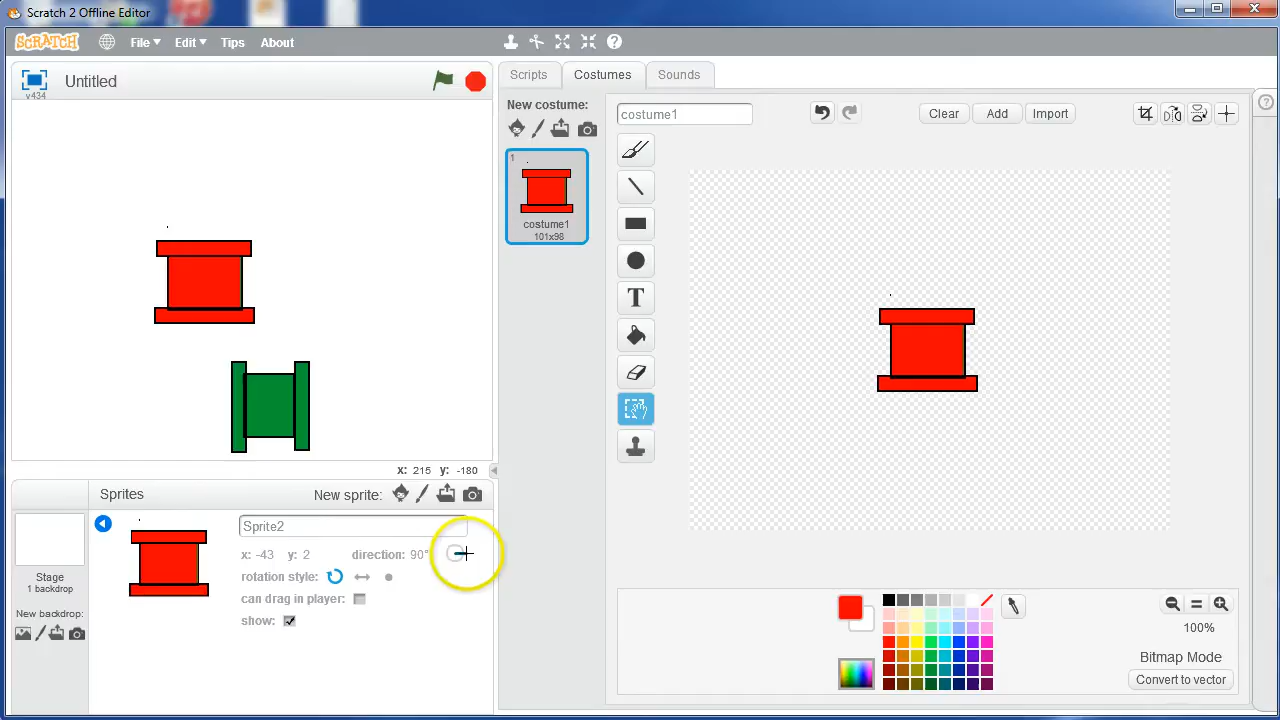 Scratch 2 Offline Editor
SCRATCH File Edit Tips About
v434 Untitled
Scripts Costumes Sounds
New costume:
costume1
Clear Add Import
1
costume1
101x98
T
x: 215 y: -180
Sprites New sprite:
Sprite2
x: -43 y: 2 direction: 90°
rotation style:
can drag in player:
show:
Stage
1 backdrop
New backdrop:
100%
Bitmap Mode
Convert to vector